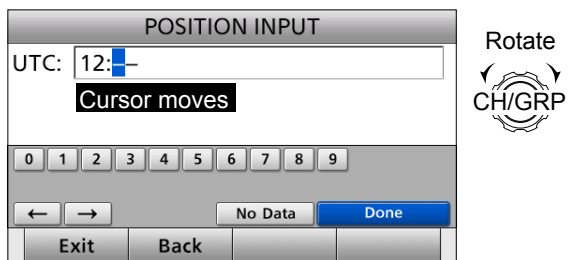 POSITION INPUT
UTC: 12:––
Cursor moves
0 1 2 3 4 5 6 7 8 9
← → No Data Done
Exit Back
Rotate
CH/GRP